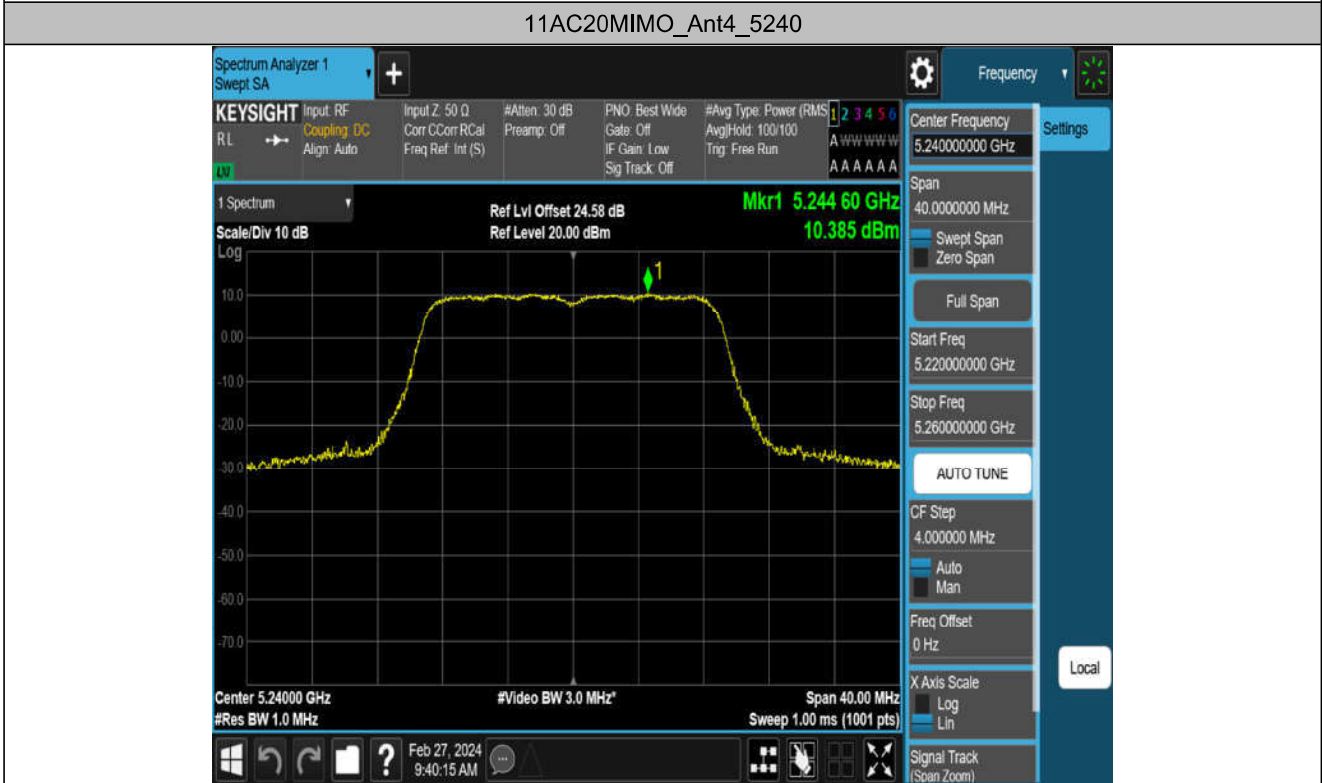 11AC20MIMO_Ant4_5240
Spectrum Analyzer 1
Swept SA
+
Frequency
KEYSIGHT
RL
Input: RF
Coupling: DC
Align: Auto
Input Z: 50 Ω
Corr CCorr RCal
Freq Ref: Int (S)
#Atten: 30 dB
Preamp: Off
PNO: Best Wide
Gate: Off
IF Gain: Low
Sig Track: Off
#Avg Type: Power (RMS
Avg|Hold: 100/100
Trig: Free Run
1 2 3 4 5 6
A W W W W W
A A A A A A
1 Spectrum
Scale/Div 10 dB
Log
Ref Lvl Offset 24.58 dB
Ref Level 20.00 dBm
Mkr1 5.244 60 GHz
10.385 dBm
1
10.0
0.00
-10.0
-20.0
-30.0
-40.0
-50.0
-60.0
-70.0
Center 5.24000 GHz
#Res BW 1.0 MHz
#Video BW 3.0 MHz*
Span 40.00 MHz
Sweep 1.00 ms (1001 pts)
?
Feb 27, 2024
9:40:15 AM
Center Frequency
5.240000000 GHz
Settings
Span
40.0000000 MHz
Swept Span
Zero Span
Full Span
Start Freq
5.220000000 GHz
Stop Freq
5.260000000 GHz
AUTO TUNE
CF Step
4.000000 MHz
Auto
Man
Freq Offset
0 Hz
Local
X Axis Scale
Log
Lin
Signal Track
(Span Zoom)